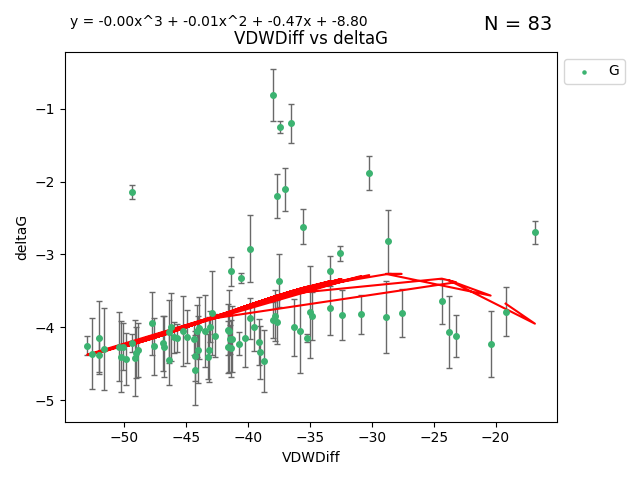 y = -0.00x^3 + -0.01x^2 + -0.47x + -8.80
N = 83
VDWDiff vs deltaG
G
−1
−2
−3
−4
−5
deltaG
−50
−45
−40
−35
−30
−25
−20
VDWDiff